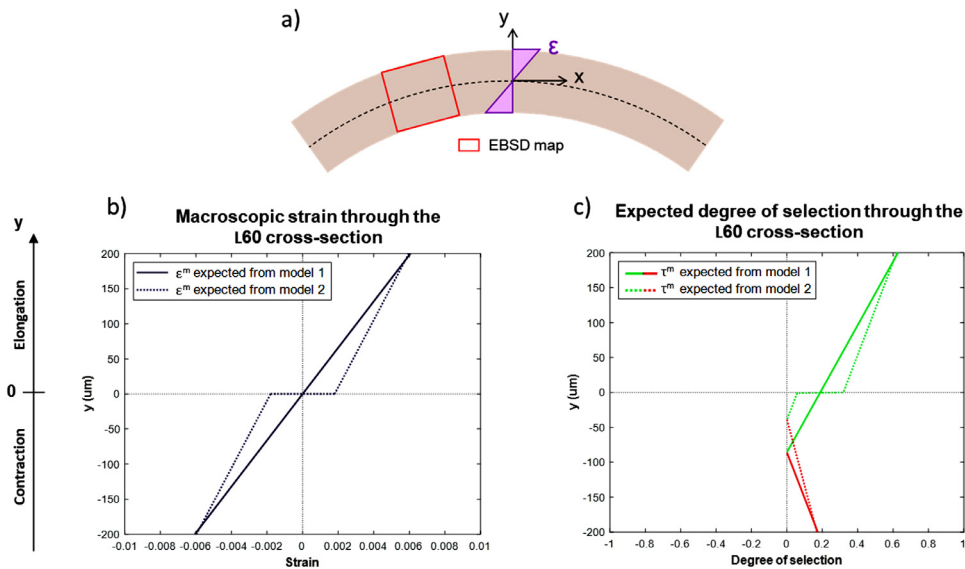 a)
y
ε
x
EBSD map
y
Elongation
0
Contraction
b)
Macroscopic strain through the
L60 cross-section
εᵐ expected from model 1
εᵐ expected from model 2
y (um)
200
150
100
50
0
-50
-100
-150
-200
-0.01 -0.008 -0.006 -0.004 -0.002 0 0.002 0.004 0.006 0.008 0.01
Strain
c)
Expected degree of selection through the
L60 cross-section
τᵐ expected from model 1
τᵐ expected from model 2
y (um)
200
150
100
50
0
-50
-100
-150
-200
-1 -0.8 -0.6 -0.4 -0.2 0 0.2 0.4 0.6 0.8 1
Degree of selection